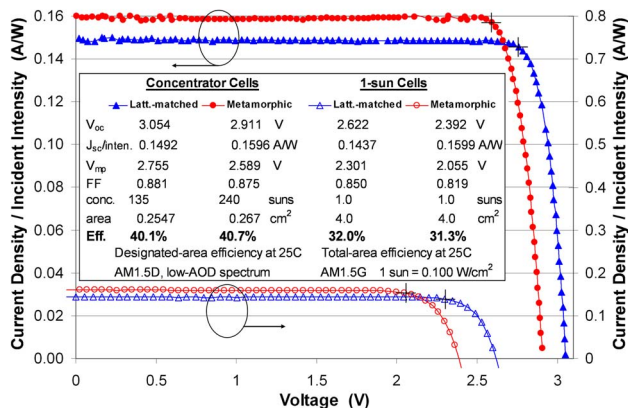 0.16
0.14
0.12
0.10
0.08
0.06
0.04
0.02
0.00
Current Density / Incident Intensity (A/W)
0.8
0.7
0.6
0.5
0.4
0.3
0.2
0.1
0
Current Density / Incident Intensity (A/W)
Concentrator Cells 1-sun Cells
Latt.-matched Metamorphic Latt.-matched Metamorphic
Voc 3.054 2.911 V 2.622 2.392 V
Jsc/inten. 0.1492 0.1596 A/W 0.1437 0.1599 A/W
Vmp 2.755 2.589 V 2.301 2.055 V
FF 0.881 0.875 0.850 0.819
conc. 135 240 suns 1.0 1.0 suns
area 0.2547 0.267 cm² 4.0 4.0 cm²
Eff. 40.1% 40.7% 32.0% 31.3%
Designated-area efficiency at 25C Total-area efficiency at 25C
AM1.5D, low-AOD spectrum AM1.5G 1 sun = 0.100 W/cm²
0 0.5 1 1.5 2 2.5 3
Voltage (V)